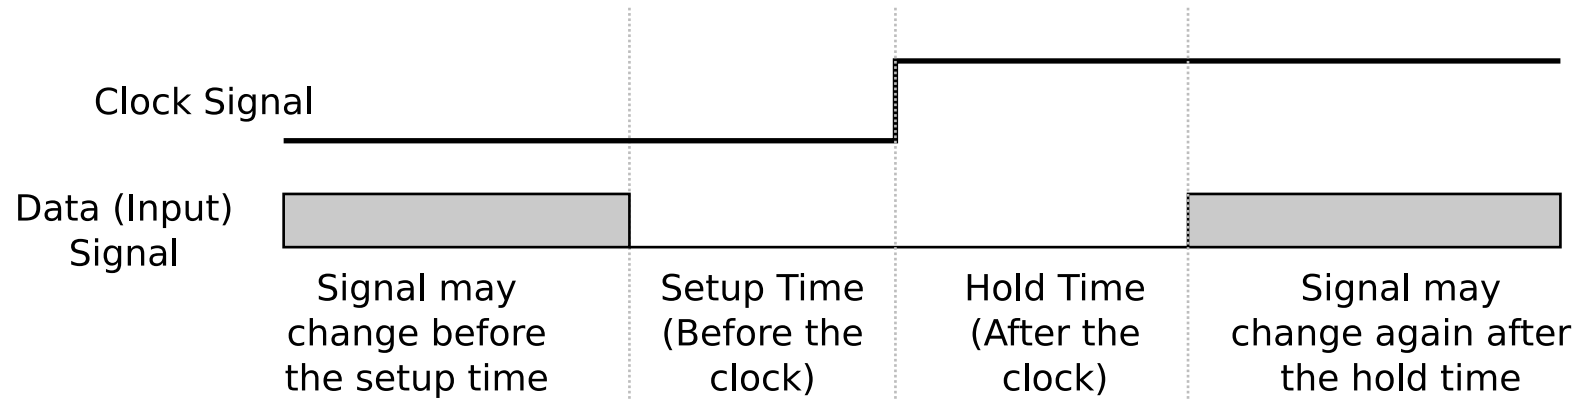 Clock Signal
Data (Input)
Signal
Signal may
change before
the setup time
Setup Time
(Before the
clock)
Hold Time
(After the
clock)
Signal may
change again after
the hold time